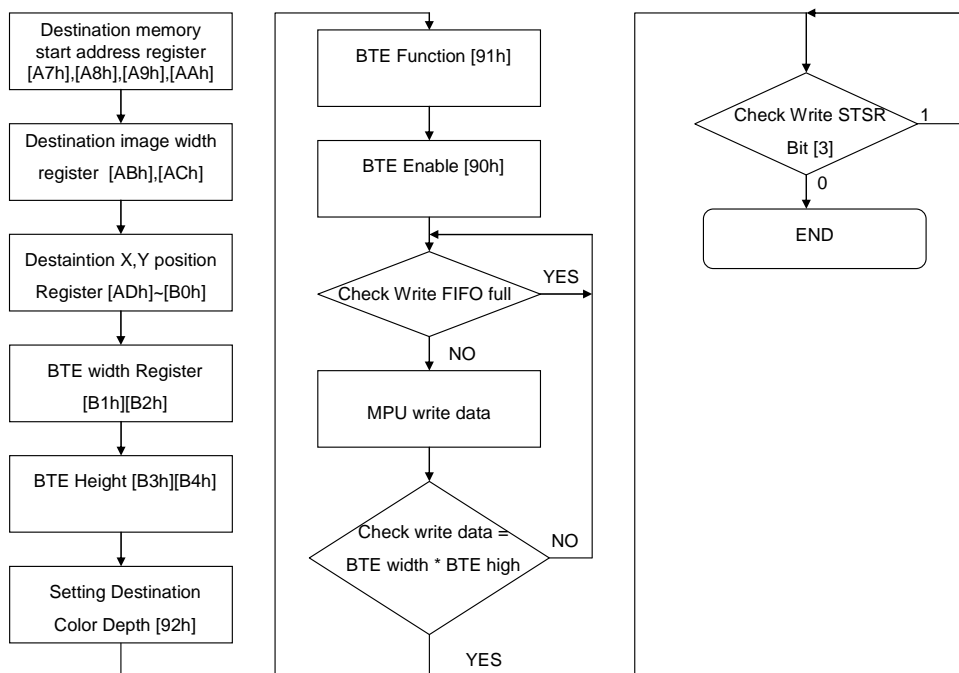 Destination memory
start address register
[A7h],[A8h],[A9h],[AAh]
Destination image width
register [ABh],[ACh]
Destaintion X,Y position
Register [ADh]~[B0h]
BTE width Register
[B1h][B2h]
BTE Height [B3h][B4h]
Setting Destination
Color Depth [92h]
BTE Function [91h]
BTE Enable [90h]
Check Write FIFO full
YES
NO
MPU write data
Check write data =
BTE width * BTE high
NO
YES
Check Write STSR
Bit [3]
1
0
END